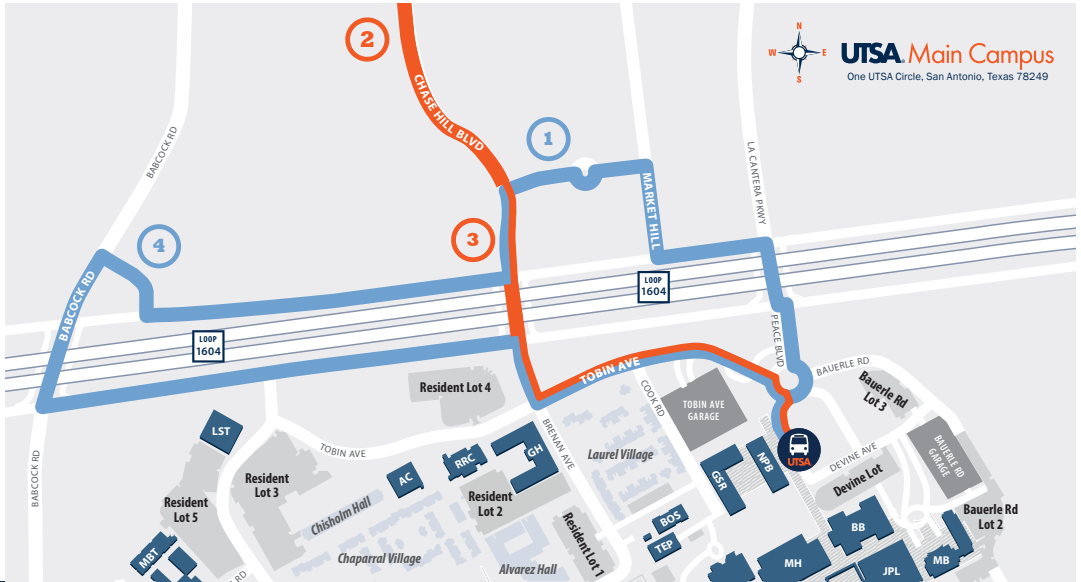 N
W
E
S
UTSA Main Campus
One UTSA Circle, San Antonio, Texas 78249
2
CHASE HILL BLVD
1
BABCOCK RD
LA CANTERA PKWY
MARKET HILL
3
4
BABCOCK RD
LOOP
1604
LOOP
1604
PEACE BLVD
TOBIN AVE
BAUERLE RD
Resident Lot 4
COOK RD
TOBIN AVE
GARAGE
Bauerle Rd
Lot 3
LST
TOBIN AVE
BRENAN AVE
GH
Laurel Village
NPB
UTSA
DEVINE AVE
BAUERLE RD
GARAGE
BABCOCK RD
Resident
Lot 3
AC
RRC
GSR
Devine Lot
Resident
Lot 5
Chisholm Hall
Resident
Lot 2
Resident
Lot 1
BOS
TEP
BB
Bauerle Rd
Lot 2
MBT
Chaparral Village
Alvarez Hall
MH
JPL
MB
RD